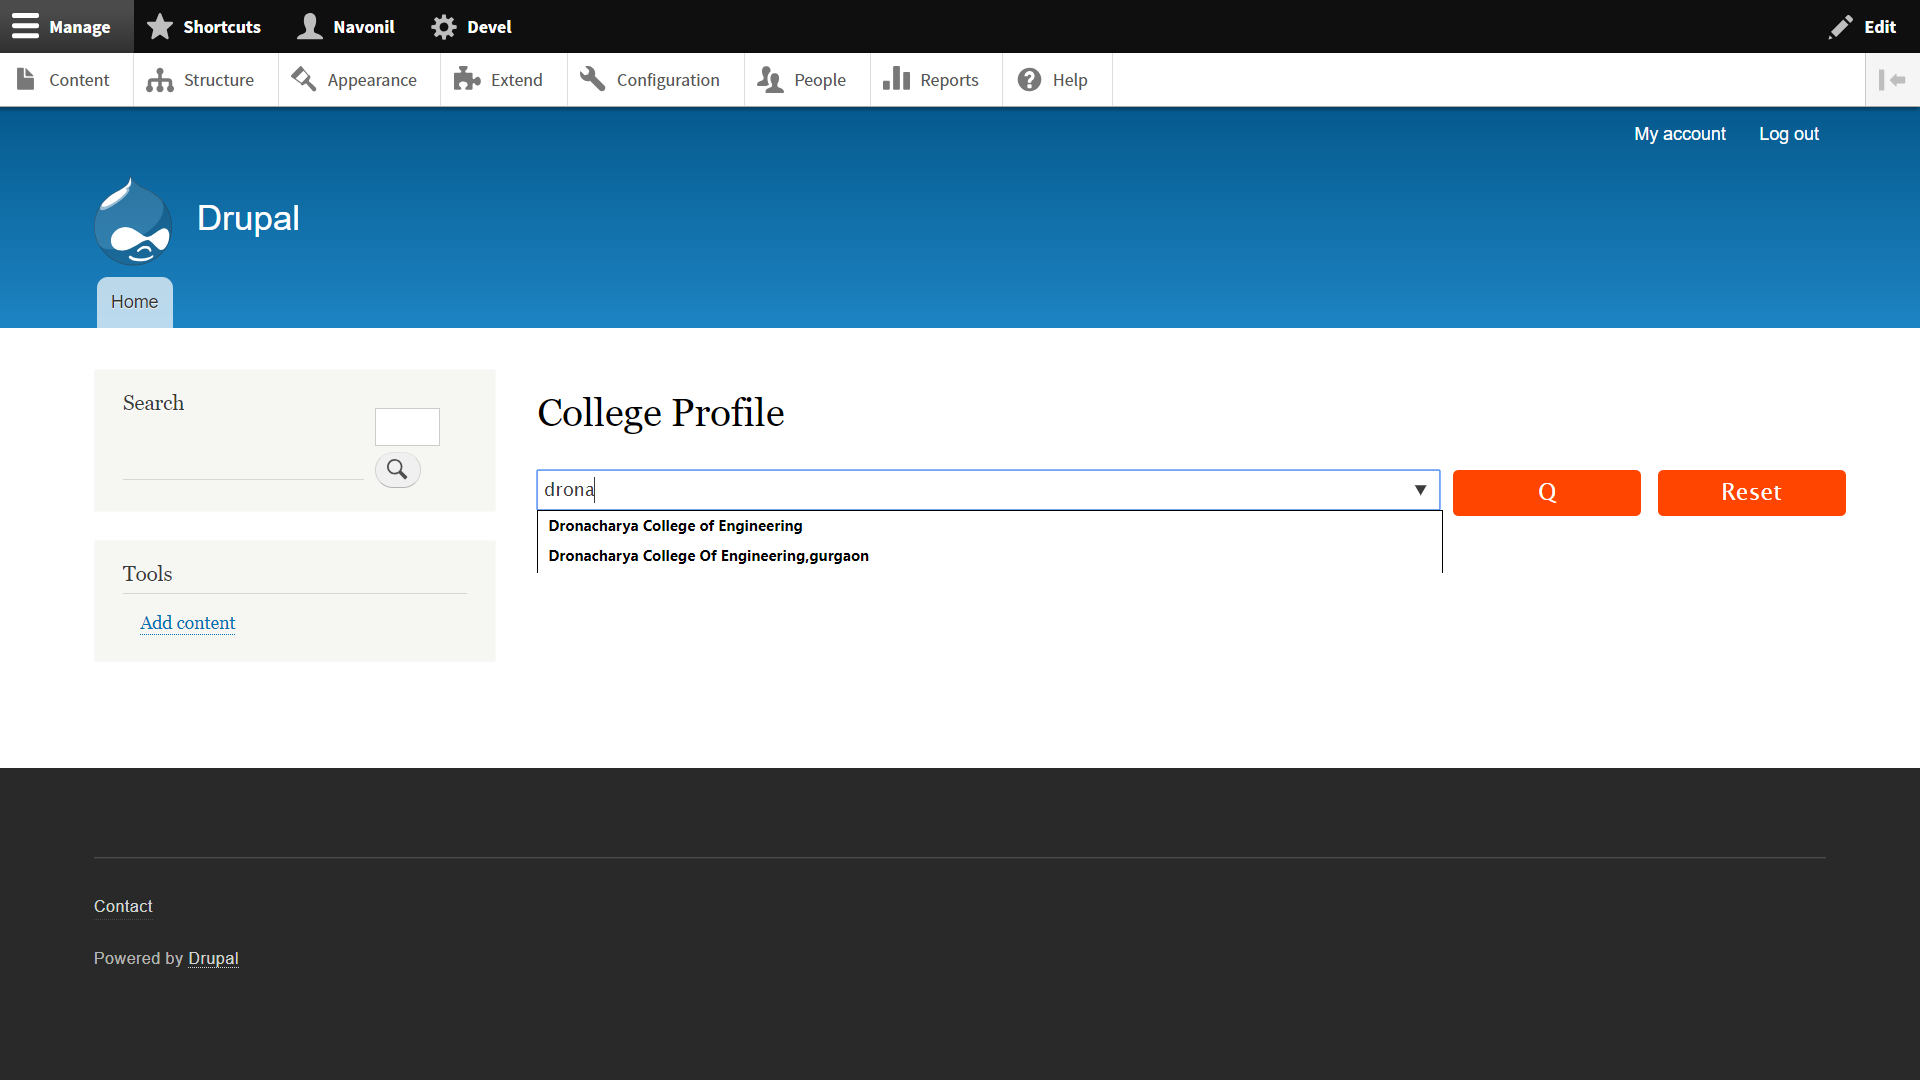 Manage Shortcuts Navonil Devel Edit
Content Structure Appearance Extend Configuration People Reports Help
My account Log out
Drupal
Home
Search
College Profile
drona Q Reset
Dronacharya College of Engineering
Dronacharya College Of Engineering,gurgaon
Tools
Add content
Contact
Powered by Drupal